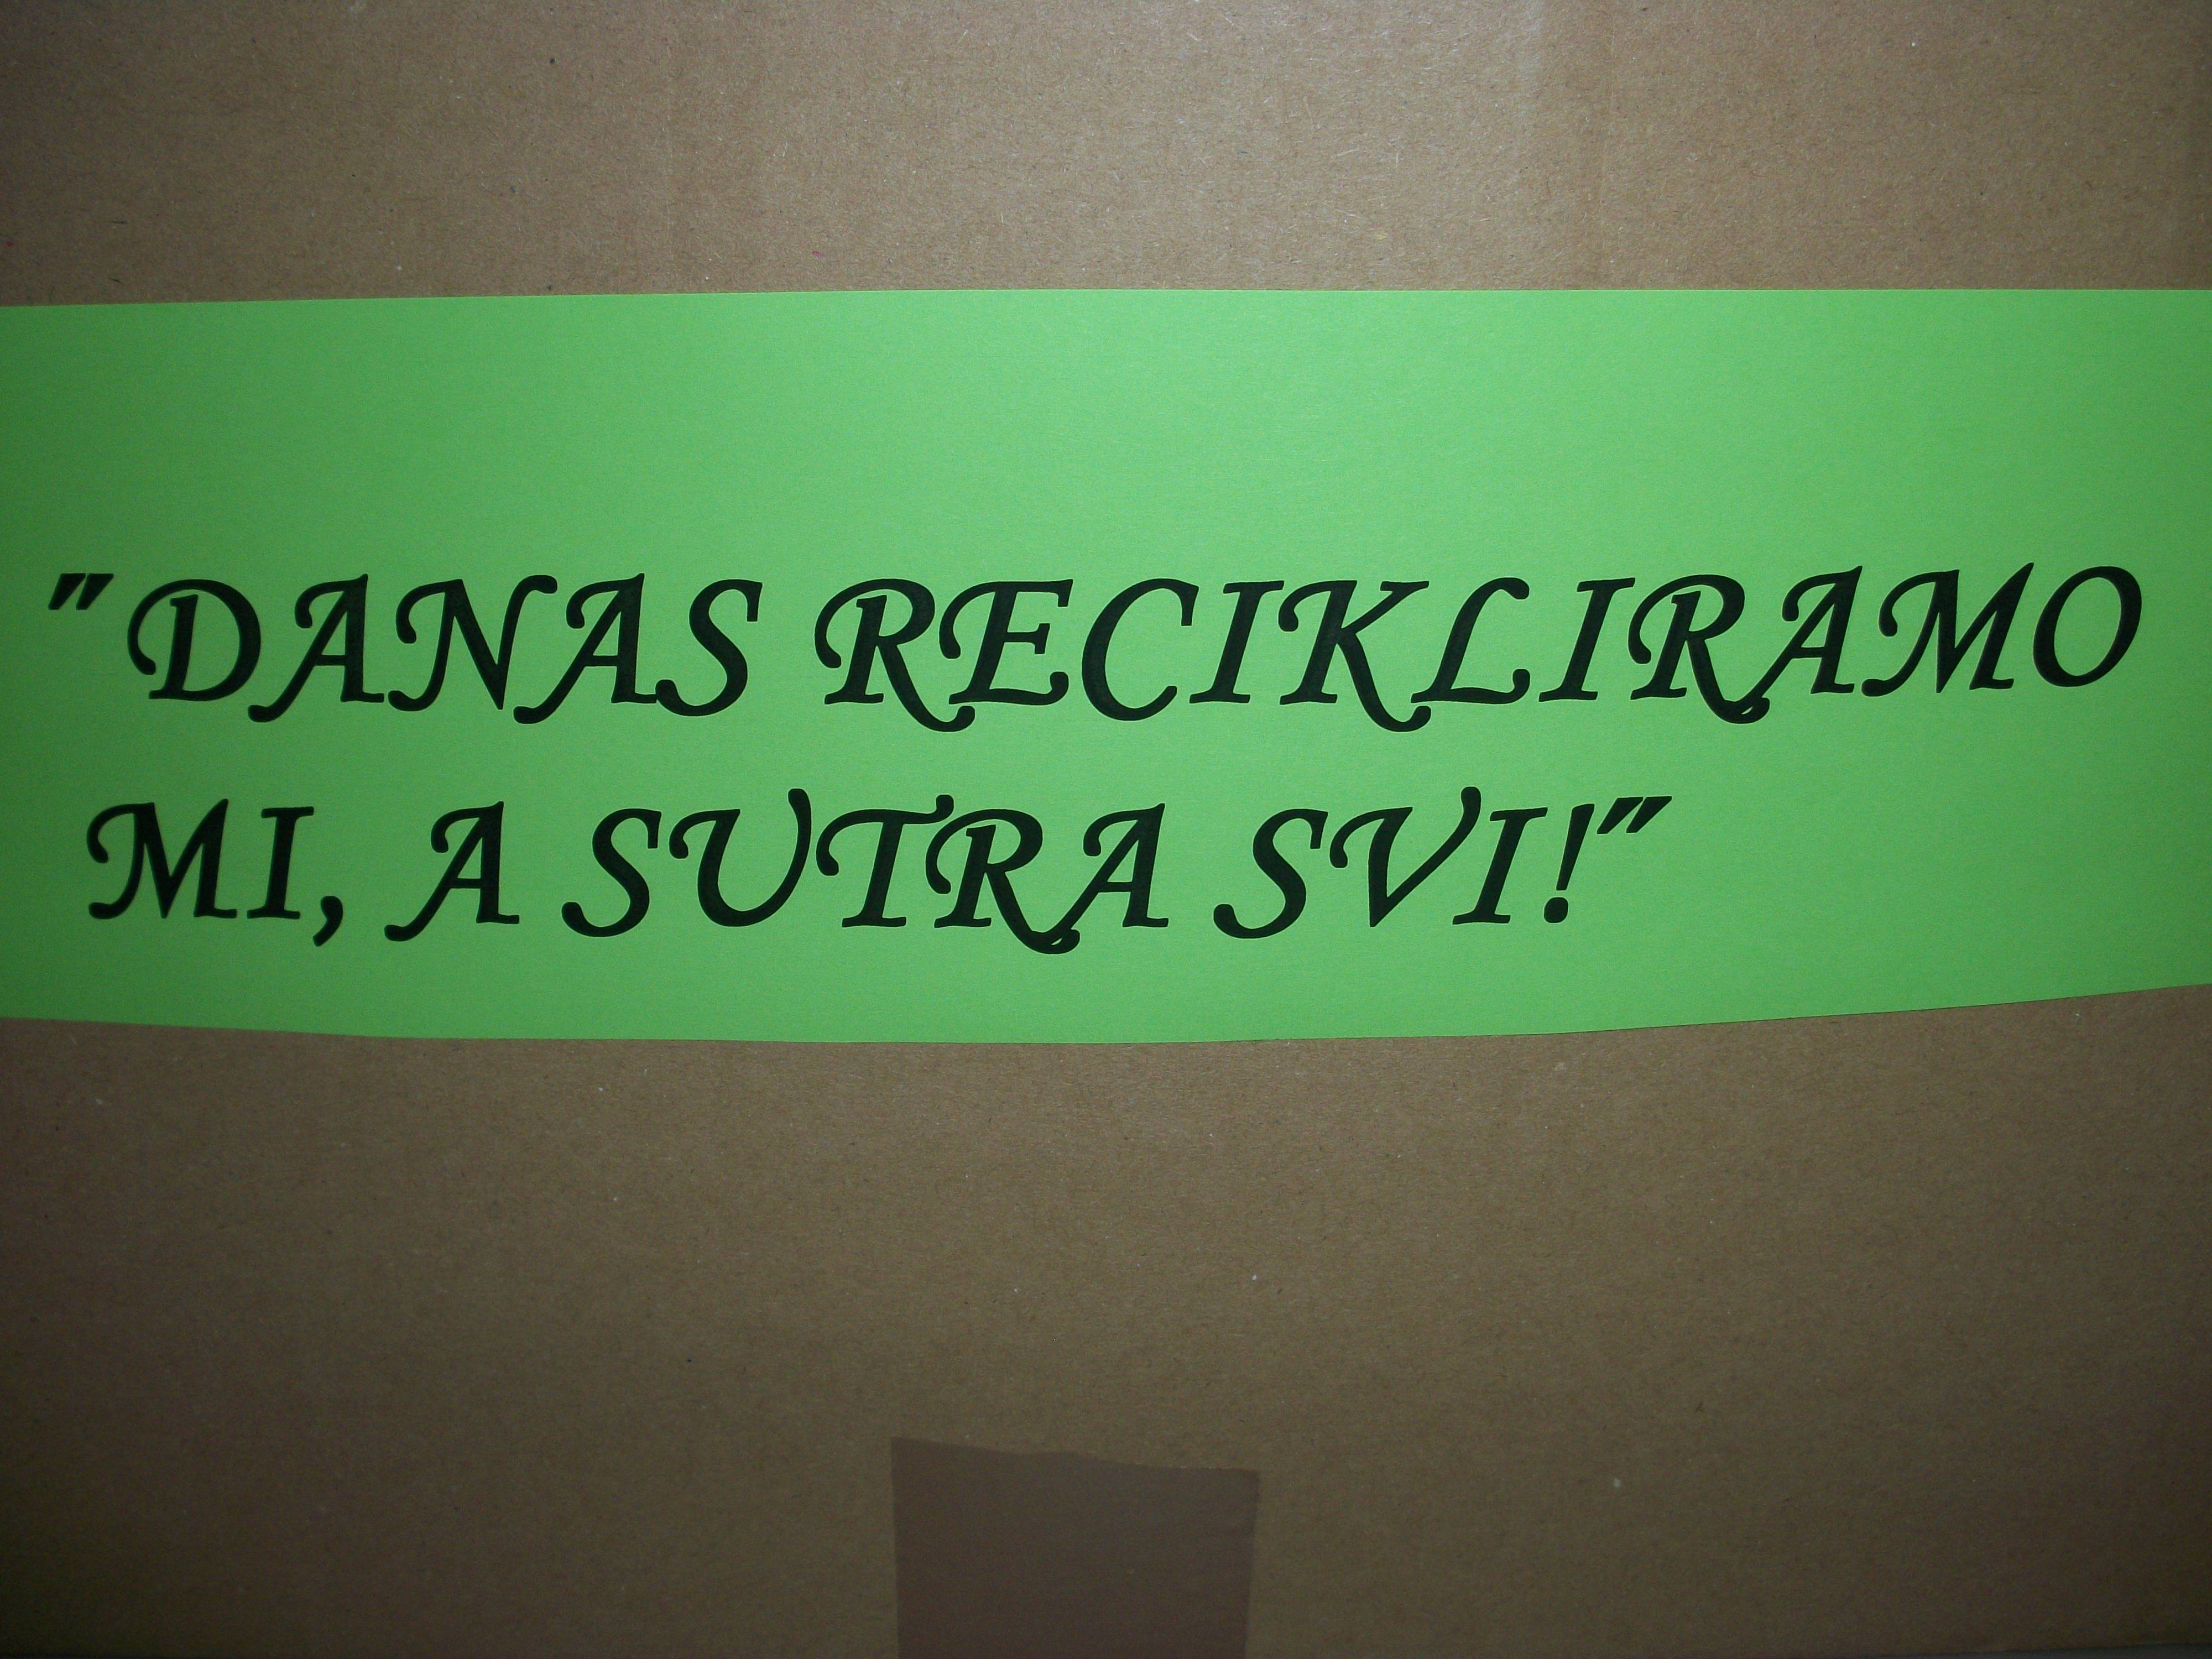 "DANAS RECIKLIRAMO
MI, A SUTRA SVI!"